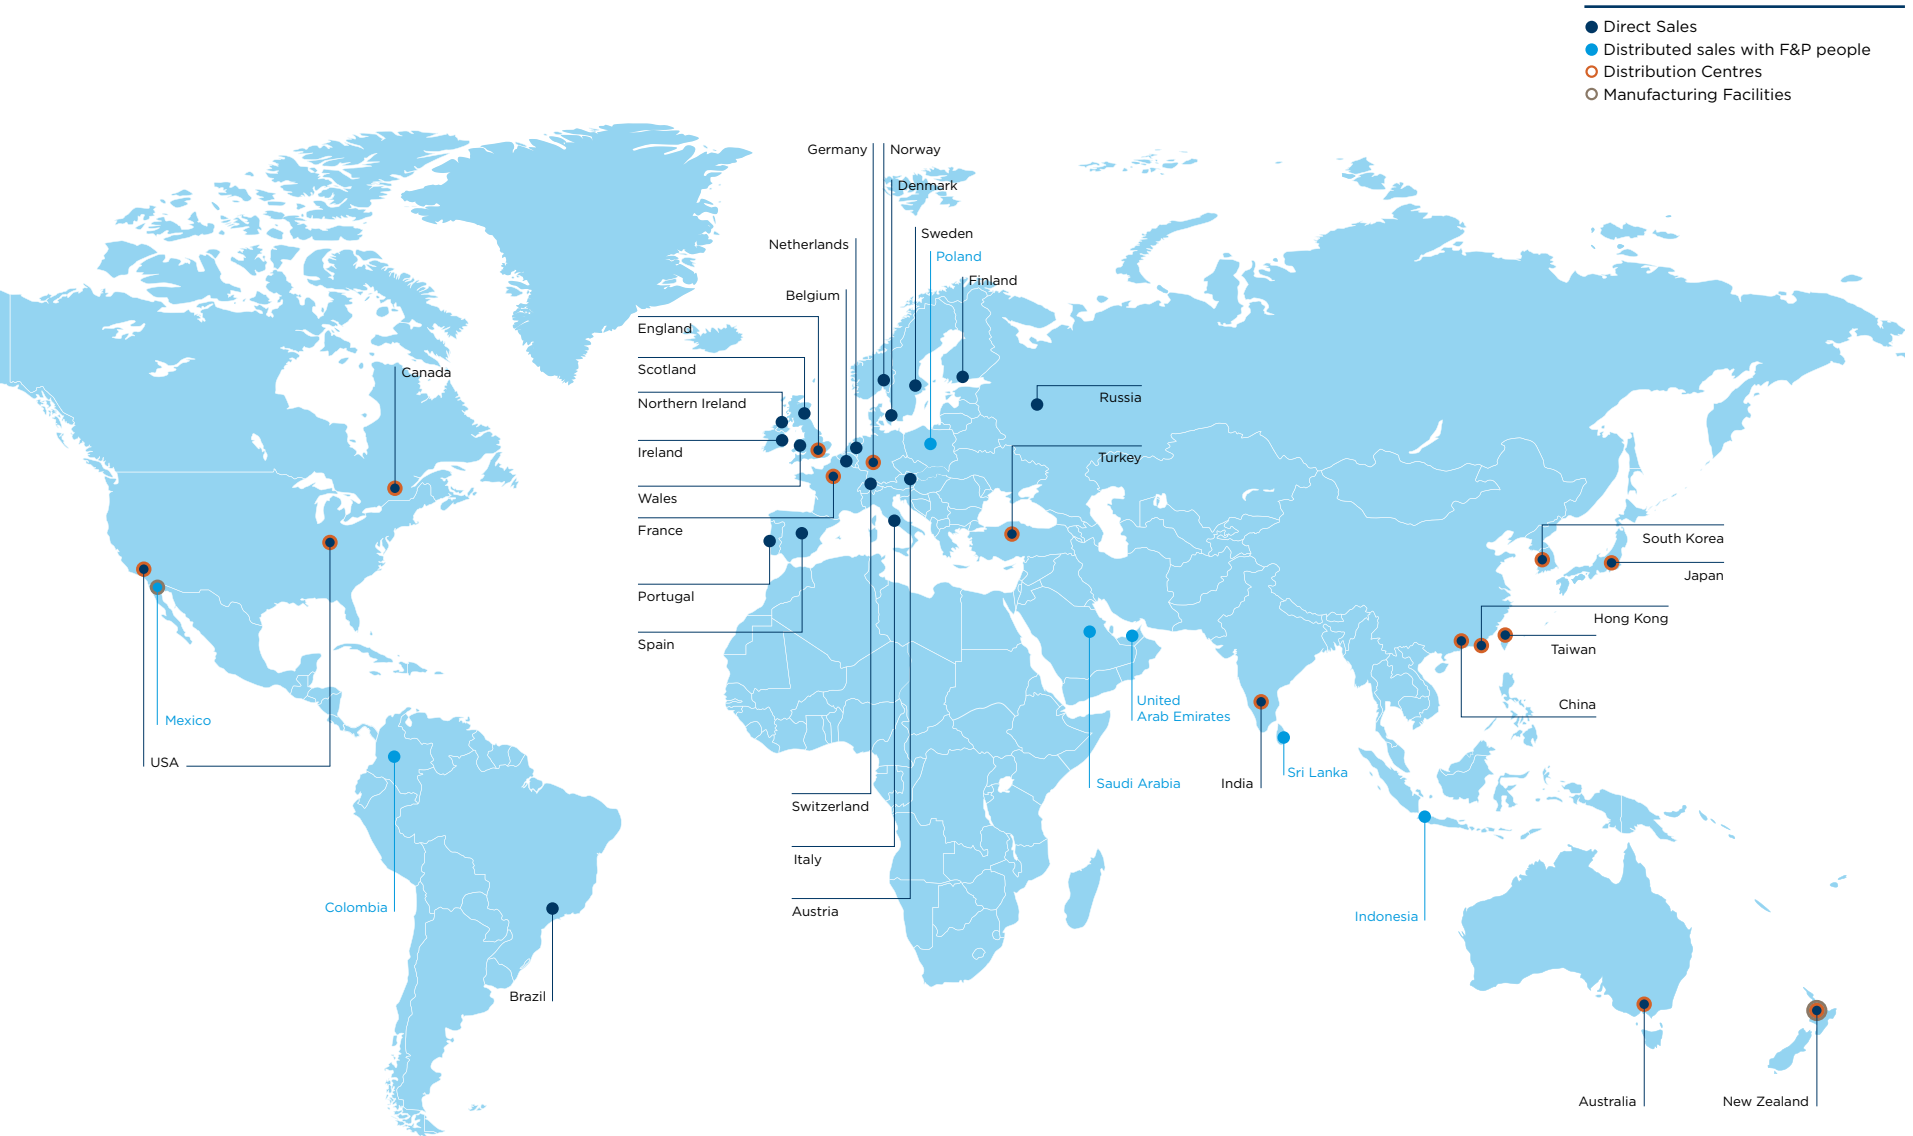 Direct Sales
Distributed sales with F&P people
Distribution Centres
Manufacturing Facilities
Germany
Norway
Denmark
Sweden
Netherlands
Poland
Finland
Belgium
England
Scotland
Canada
Northern Ireland
Russia
Ireland
Turkey
Wales
France
South Korea
Japan
Portugal
Hong Kong
Spain
Taiwan
United
Arab Emirates
China
Mexico
USA
Sri Lanka
Saudi Arabia
India
Switzerland
Italy
Colombia
Austria
Indonesia
Brazil
Australia
New Zealand